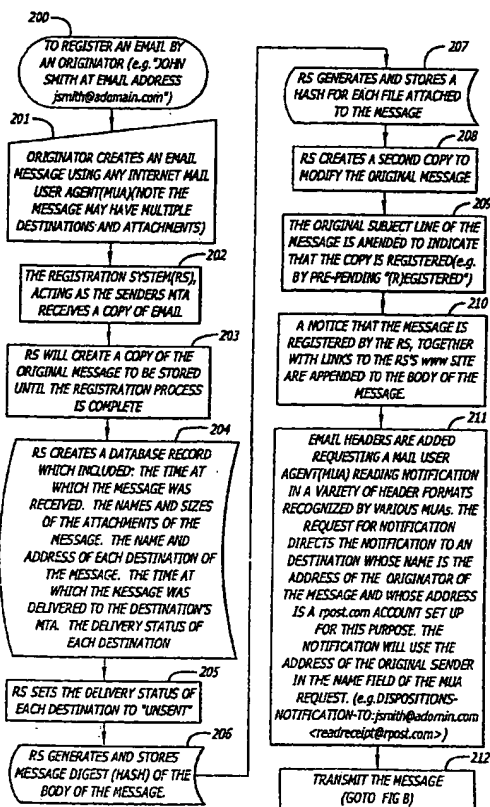 200
TO REGISTER AN EMAIL BY
AN ORIGINATOR (e.g."JOHN
SMITH AT EMAIL ADDRESS
jsmith@adomain.com")
201
ORIGINATOR CREATES AN EMAIL
MESSAGE USING ANY INTERNET MAIL
USER AGENT(MUA)(NOTE THE
MESSAGE MAY HAVE MULTIPLE
DESTINATIONS AND ATTACHMENTS)
202
THE REGISTRATION SYSTEM(RS),
ACTING AS THE SENDERS MTA
RECEIVES A COPY OF EMAIL
203
RS WILL CREATE A COPY OF THE
ORIGINAL MESSAGE TO BE STORED
UNTIL THE REGISTRATION PROCESS
IS COMPLETE
204
RS CREATES A DATABASE RECORD
WHICH INCLUDED: THE TIME AT
WHICH THE MESSAGE WAS
RECEIVED. THE NAMES AND SIZES
OF THE ATTACHMENTS OF THE
MESSAGE. THE NAME AND
ADDRESS OF EACH DESTINATION OF
THE MESSAGE. THE TIME AT
WHICH THE MESSAGE WAS
DELIVERED TO THE DESTINATION'S
MTA. THE DELIVERY STATUS OF
EACH DESTINATION
205
RS SETS THE DELIVERY STATUS OF
EACH DESTINATION TO "UNSENT"
206
RS GENERATES AND STORES
MESSAGE DIGEST (HASH) OF THE
BODY OF THE MESSAGE.
207
RS GENERATES AND STORES A
HASH FOR EACH FILE ATTACHED
TO THE MESSAGE
208
RS CREATES A SECOND COPY TO
MODIFY THE ORIGINAL MESSAGE
209
THE ORIGINAL SUBJECT LINE OF THE
MESSAGE IS AMENDED TO INDICATE
THAT THE COPY IS REGISTERED(e.g.
BY PRE-PENDING "(R)EGISTERED")
210
A NOTICE THAT THE MESSAGE IS
REGISTERED BY THE RS, TOGETHER
WITH LINKS TO THE RS'S www SITE
ARE APPENDED TO THE BODY OF THE
MESSAGE.
211
EMAIL HEADERS ARE ADDED
REQUESTING A MAIL USER
AGENT(MUA) READING NOTIFICATION
IN A VARIETY OF HEADER FORMATS
RECOGNIZED BY VARIOUS MUAs. THE
REQUEST FOR NOTIFICATION
DIRECTS THE NOTIFICATION TO AN
DESTINATION WHOSE NAME IS THE
ADDRESS OF THE ORIGINATOR OF
THE MESSAGE AND WHOSE ADDRESS
IS A rpost.com ACCOUNT SET UP
FOR THIS PURPOSE. THE
NOTIFICATION WILL USE THE
ADDRESS OF THE ORIGINAL SENDER
IN THE NAME FIELD OF THE MUA
REQUEST. (e.g.DISPOSITIONS-
NOTIFICATION-TO:jsmith@adomin.com
<readreceipt@rpost.com>)
212
TRANSMIT THE MESSAGE
(GOTO FIG B)